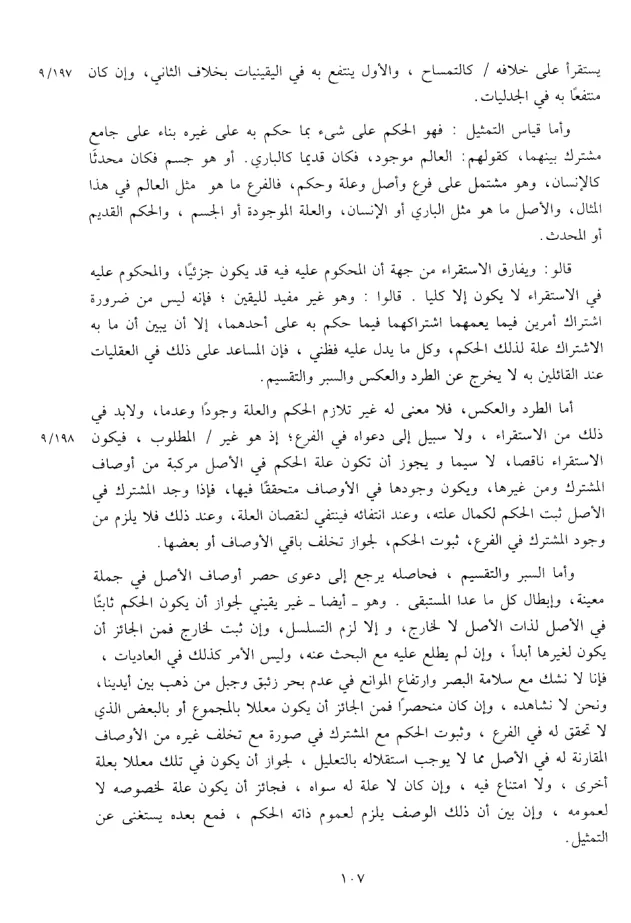 يستقرأ على خلافه / كالتمساح ، والأول ينتفع به في اليقينيات بخلاف الثاني، وإن كان ٩/١٩٧
منتفعًا به في الجدليات.
وأما قياس التمثيل : فهو الحكم على شىء بما حكم به على غيره بناء على جامع
مشترك بينهما، كقولهم: العالم موجود، فكان قديما كالباري. أو هو جسم فكان محدثًا
كالإنسان، وهو مشتمل على فرع وأصل وعلة وحكم، فالفرع ما هو مثل العالم في هذا
المثال، والأصل ما هو مثل الباري أو الإنسان، والعلة الموجودة أو الجسم ، والحكم القديم
أو المحدث.
قالو: ويفارق الاستقراء من جهة أن المحكوم عليه فيه قد يكون جزئيًا، والمحكوم عليه
في الاستقراء لا يكون إلا كليا . قالوا : وهو غير مفيد لليقين ؛ فإنه ليس من ضرورة
اشتراك أمرين فيما يعمهما اشتراكهما فيما حكم به على أحدهما، إلا أن يبين أن ما به
الاشتراك علة لذلك الحكم، وكل ما يدل عليه فظني ، فإن المساعد على ذلك في العقليات
عند القائلين به لا يخرج عن الطرد والعكس والسبر والتقسيم.
أما الطرد والعكس، فلا معنى له غير تلازم الحكم والعلة وجودًا وعدما، ولابد في
ذلك من الاستقراء ، ولا سبيل إلى دعواه في الفرع؛ إذ هو غير / المطلوب ، فيكون ٩/١٩٨
الاستقراء ناقصا، لا سيما و يجوز أن تكون علة الحكم في الأصل مركبة من أوصاف
المشترك ومن غيرها، ويكون وجودها في الأوصاف متحققًا فيها، فإذا وجد المشترك في
الأصل ثبت الحكم لكمال علته، وعند انتفائه فينتفي لنقصان العلة، وعند ذلك فلا يلزم من
وجود المشترك في الفرع، ثبوت الحكم، لجواز تخلف باقي الأوصاف أو بعضها.
وأما السبر والتقسيم ، فحاصله يرجع إلى دعوى حصر أوصاف الأصل في جملة
معينة، وإبطال كل ما عدا المستبقى . وهو ـ أيضا ـ غير يقيني لجواز أن يكون الحكم ثابتًا
في الأصل لذات الأصل لا لخارج، و إلا لزم التسلسل، وإن ثبت لخارج فمن الجائز أن
يكون لغيرها أبداً ، وإن لم يطلع عليه مع البحث عنه، وليس الأمر كذلك في العاديات ،
فإنا لا نشك مع سلامة البصر وارتفاع الموانع في عدم بحر زئبق وجبل من ذهب بين أيدينا،
ونحن لا نشاهده ، وإن كان منحصرًا فمن الجائز أن يكون معللا بالمجموع أو بالبعض الذي
لا تحقق له في الفرع ، وثبوت الحكم مع المشترك في صورة مع تخلف غيره من الأوصاف
المقارنة له في الأصل مما لا يوجب استقلاله بالتعليل ، لجواز أن يكون في تلك معللا بعلة
أخرى ، ولا امتناع فيه ، وإن كان لا علة له سواه ، فجائز أن يكون علة لخصوصه لا
لعمومه ، وإن بين أن ذلك الوصف يلزم لعموم ذاته الحكم ، فمع بعده يستغنى عن
التمثيل.
١٠٧